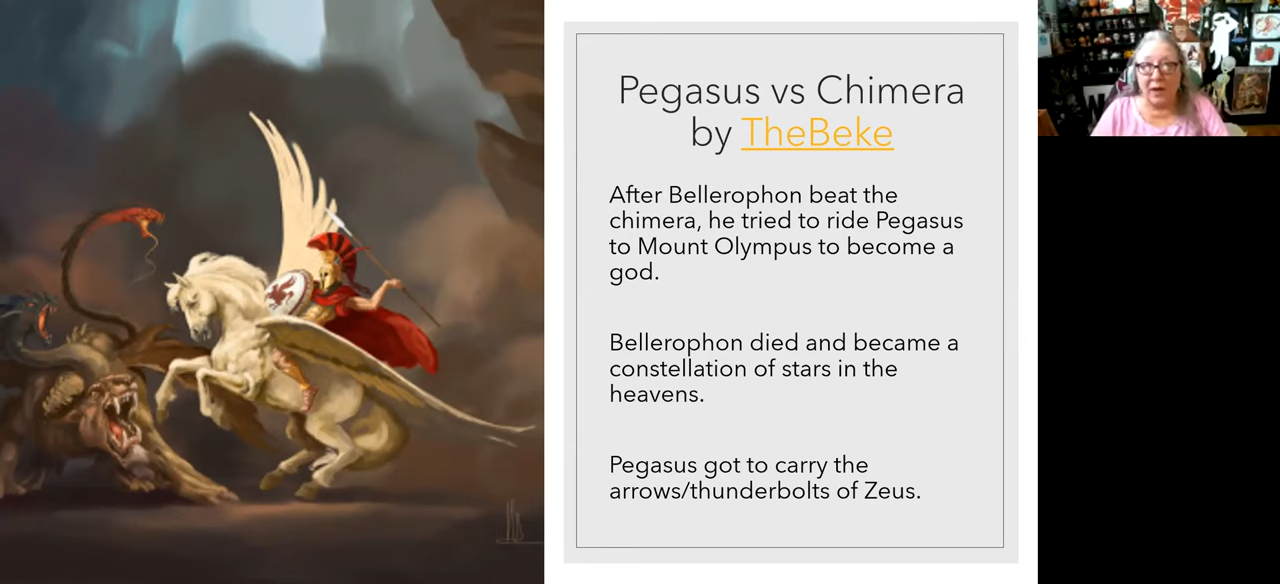 Pegasus vs Chimera
by TheBeke
After Bellerophon beat the
chimera, he tried to ride Pegasus
to Mount Olympus to become a
god.
Bellerophon died and became a
constellation of stars in the
heavens.
Pegasus got to carry the
arrows/thunderbolts of Zeus.